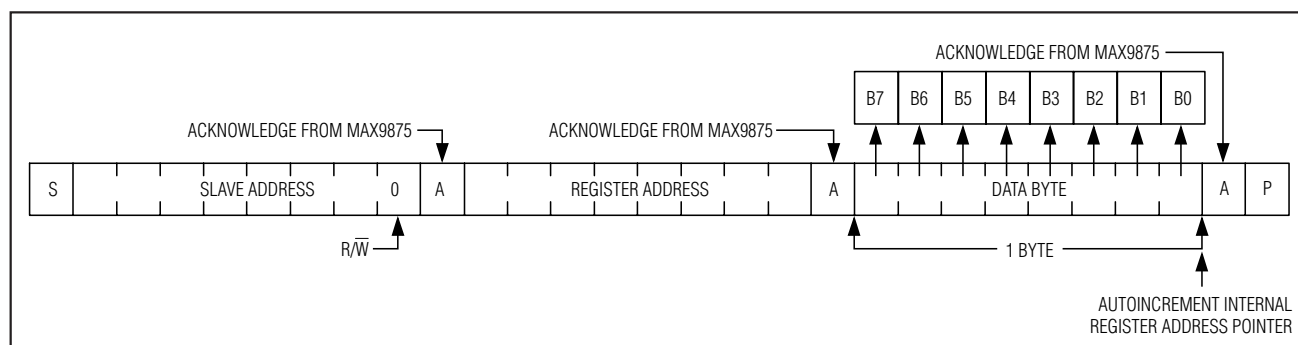 ACKNOWLEDGE FROM MAX9875
B7 B6 B5 B4 B3 B2 B1 B0
ACKNOWLEDGE FROM MAX9875 ACKNOWLEDGE FROM MAX9875
S SLAVE ADDRESS 0 A REGISTER ADDRESS A DATA BYTE A P
R/W̅
1 BYTE
AUTOINCREMENT INTERNAL
REGISTER ADDRESS POINTER